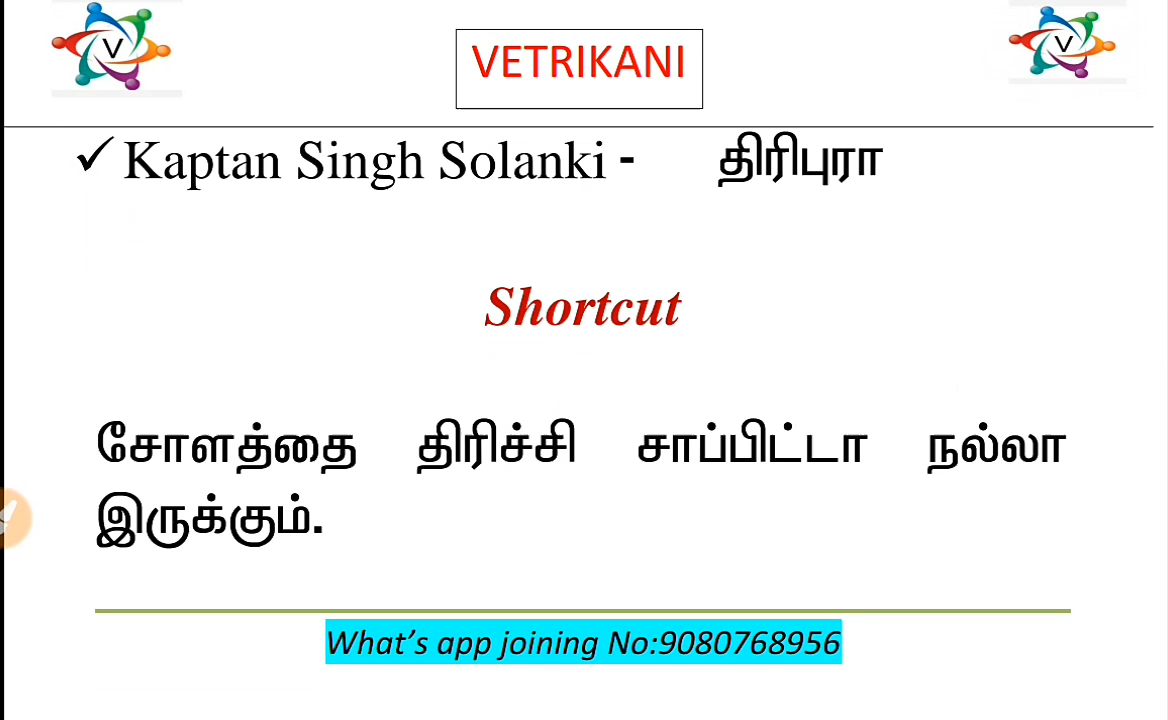 V
VETRIKANI
V
✓ Kaptan Singh Solanki - திரிபுரா
Shortcut
சோளத்தை திரிச்சி சாப்பிட்டா நல்லா
இருக்கும்.
What's app joining No:9080768956